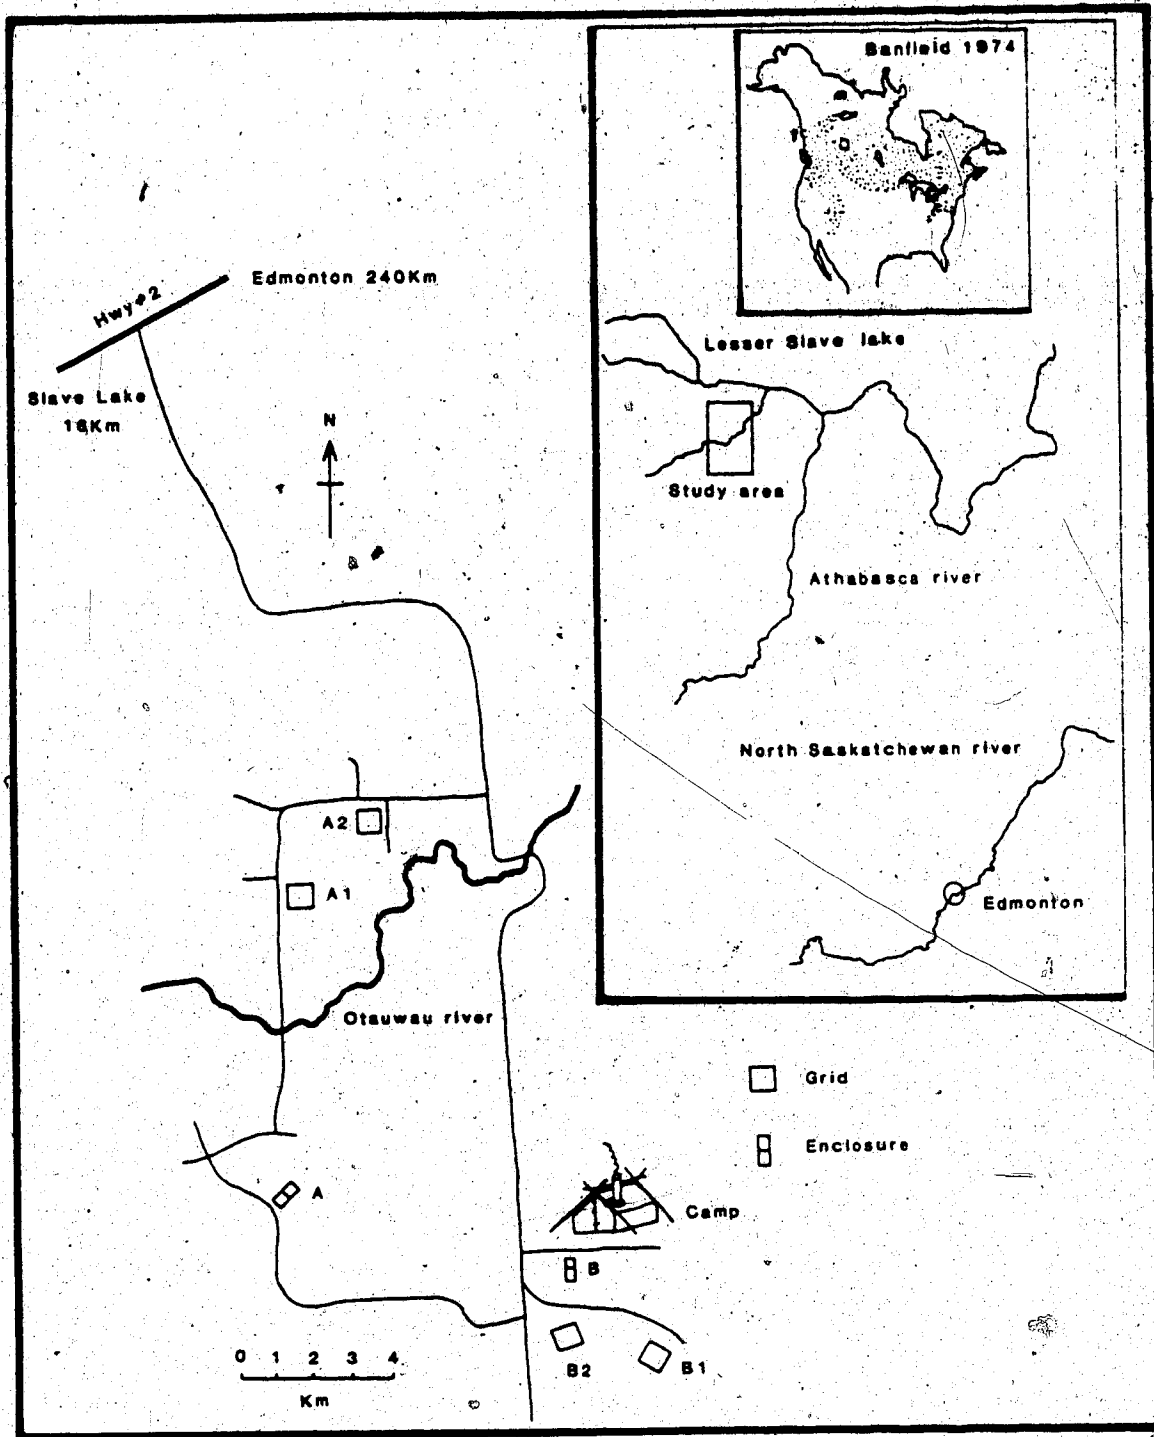 Banfield 1974
Edmonton 240Km
Hwy#2
Slave Lake
16Km
N
Lesser Slave lake
Study area
Athabasca river
North Saskatchewan river
Edmonton
A2
A1
Otauwau river
Grid
Enclosure
A
Camp
B
B2
B1
0 1 2 3 4
Km